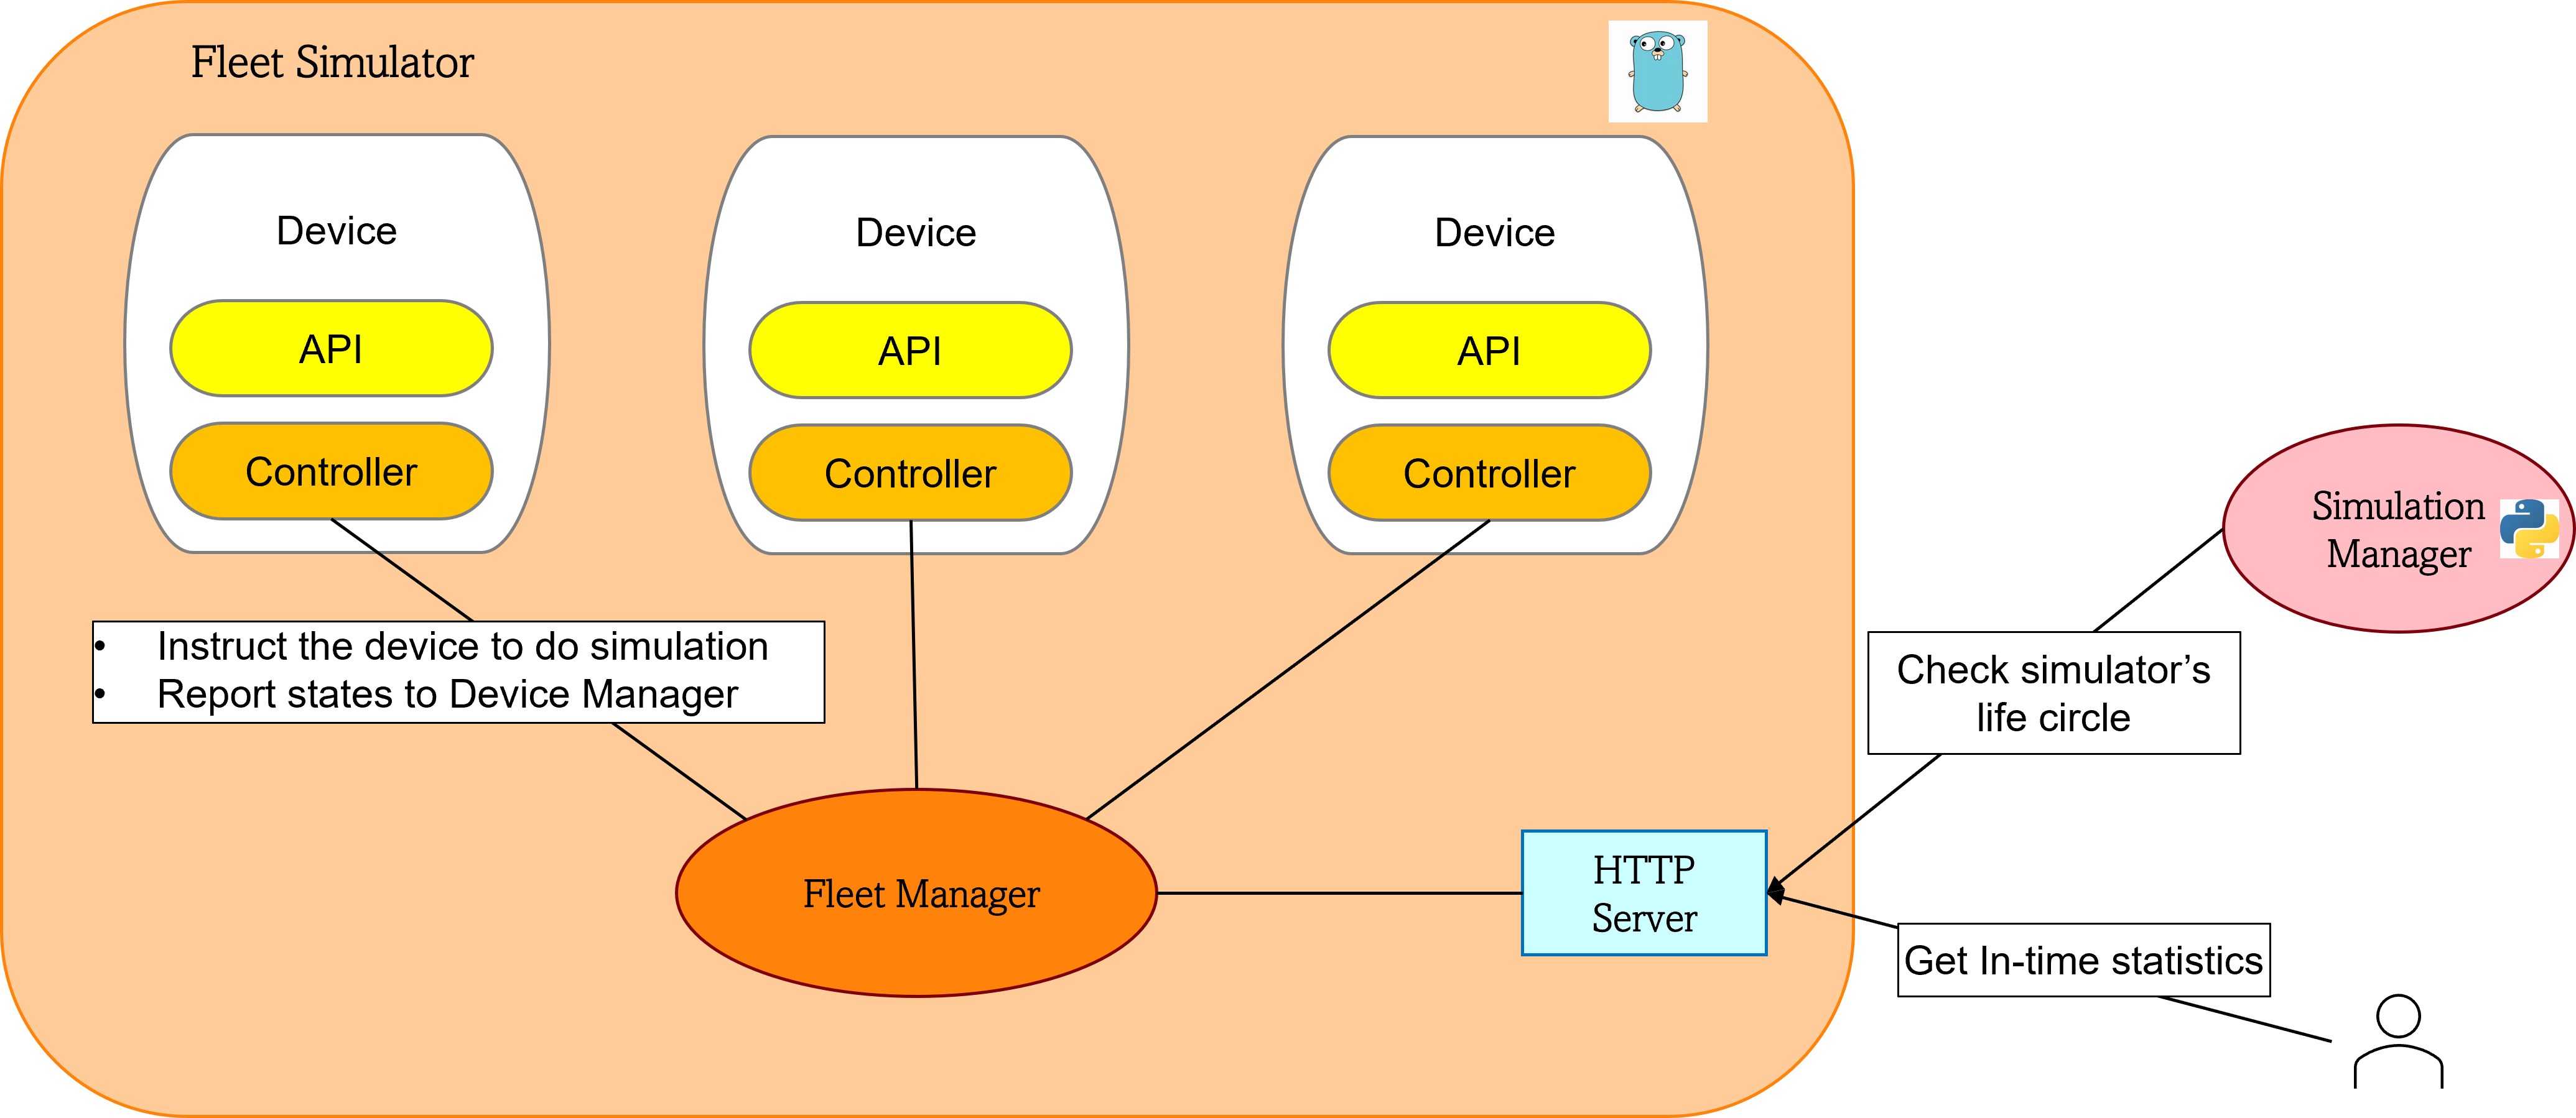 Fleet Simulator
Device
API
Controller
Device
API
Controller
Device
API
Controller
• Instruct the device to do simulation
• Report states to Device Manager
Fleet Manager
HTTP
Server
Simulation
Manager
Check simulator’s
life circle
Get In-time statistics